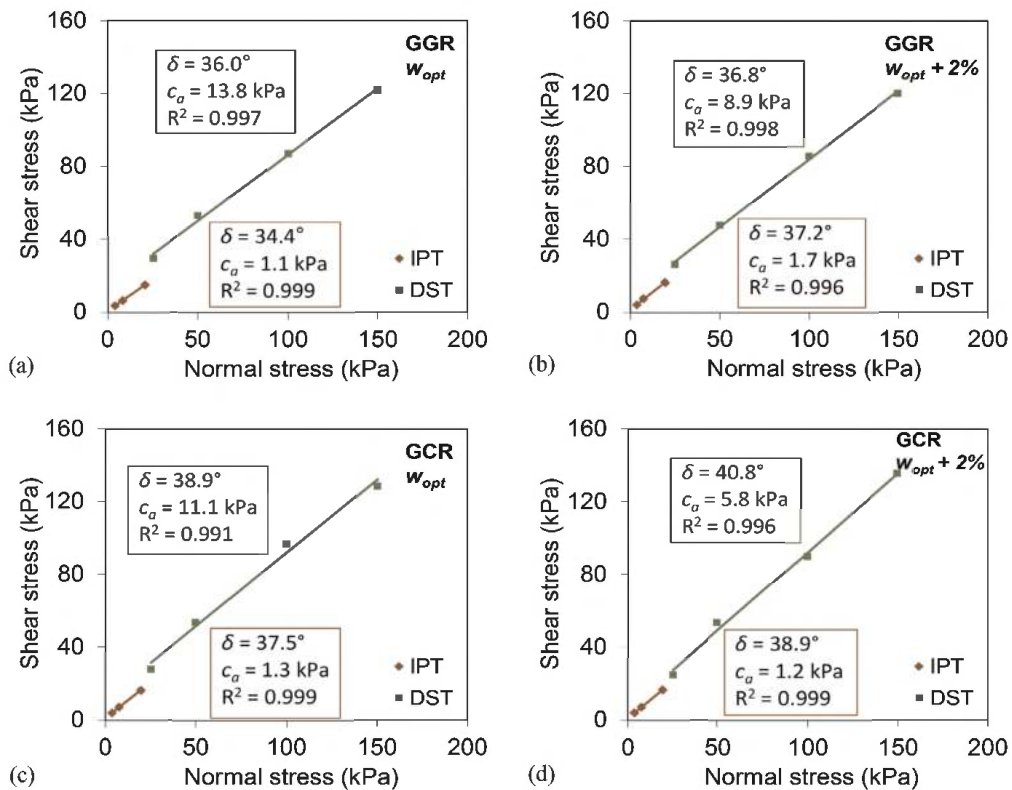 160
120
80
40
0
Shear stress (kPa)
GGR
w_opt
δ = 36.0°
c_a = 13.8 kPa
R² = 0.997
δ = 34.4°
c_a = 1.1 kPa
R² = 0.999
IPT
DST
0 50 100 150 200
Normal stress (kPa)
(a)
160
120
80
40
0
Shear stress (kPa)
GGR
w_opt + 2%
δ = 36.8°
c_a = 8.9 kPa
R² = 0.998
δ = 37.2°
c_a = 1.7 kPa
R² = 0.996
IPT
DST
0 50 100 150 200
Normal stress (kPa)
(b)
160
120
80
40
0
Shear stress (kPa)
GCR
w_opt
δ = 38.9°
c_a = 11.1 kPa
R² = 0.991
δ = 37.5°
c_a = 1.3 kPa
R² = 0.999
IPT
DST
0 50 100 150 200
Normal stress (kPa)
(c)
160
120
80
40
0
Shear stress (kPa)
GCR
w_opt + 2%
δ = 40.8°
c_a = 5.8 kPa
R² = 0.996
δ = 38.9°
c_a = 1.2 kPa
R² = 0.999
IPT
DST
0 50 100 150 200
Normal stress (kPa)
(d)